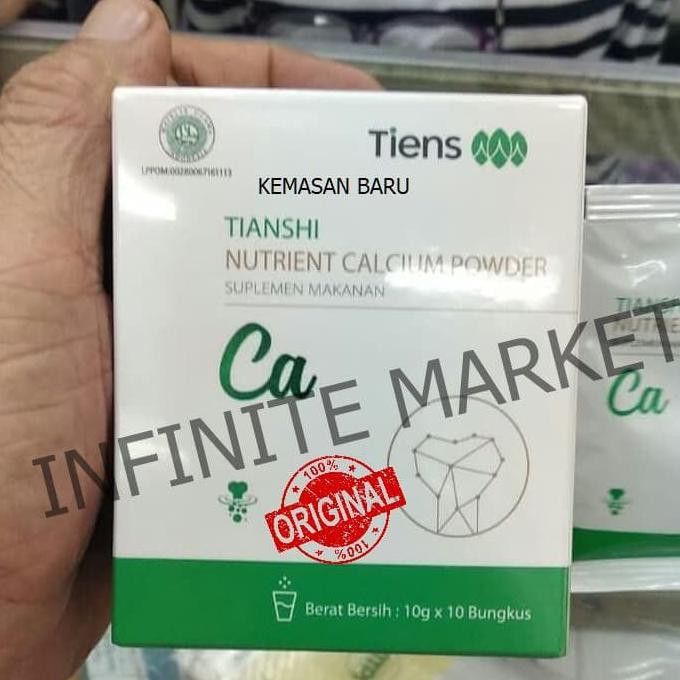 Tiens
LPPOM:00280067161113
KEMASAN BARU
TIANSHI
NUTRIENT CALCIUM POWDER
SUPLEMEN MAKANAN
Ca
INFINITE MARKET
100%
ORIGINAL
100%
Berat Bersih : 10g x 10 Bungkus
TIANSHI
Ca